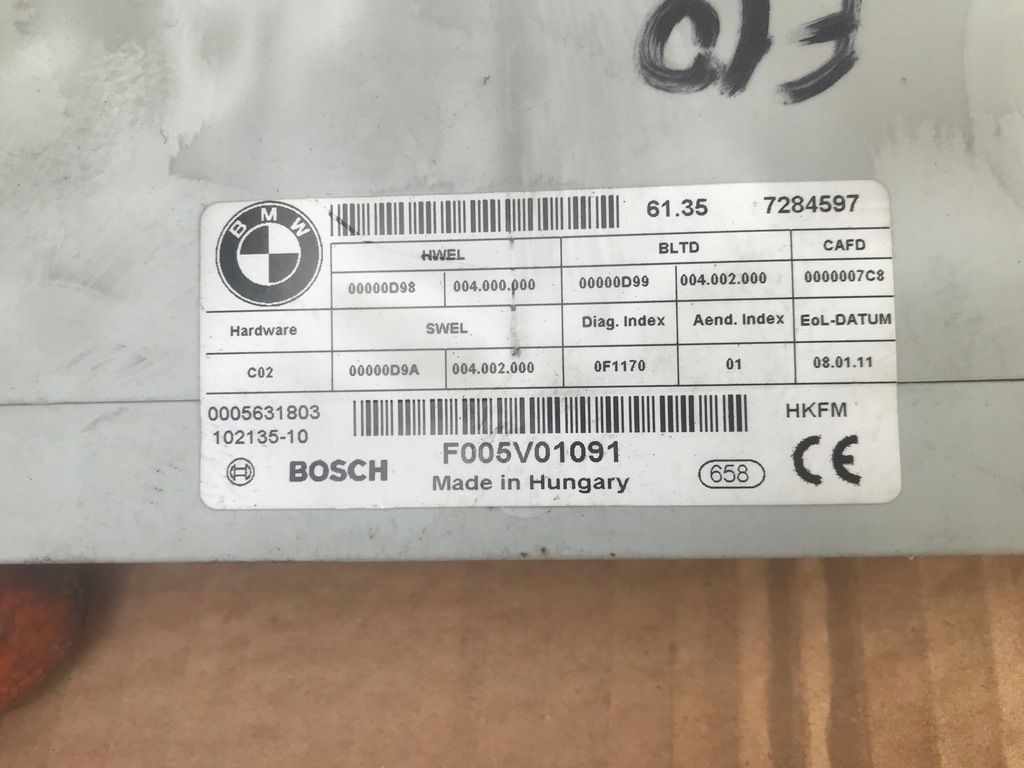 F10
BMW
61.35 7284597
HWEL BLTD CAFD
00000D98 004.000.000 00000D99 004.002.000 0000007C8
Hardware SWEL Diag. Index Aend. Index EoL-DATUM
C02 00000D9A 004.002.000 0F1170 01 08.01.11
0005631803 HKFM
102135-10
BOSCH F005V01091 658 CE
Made in Hungary